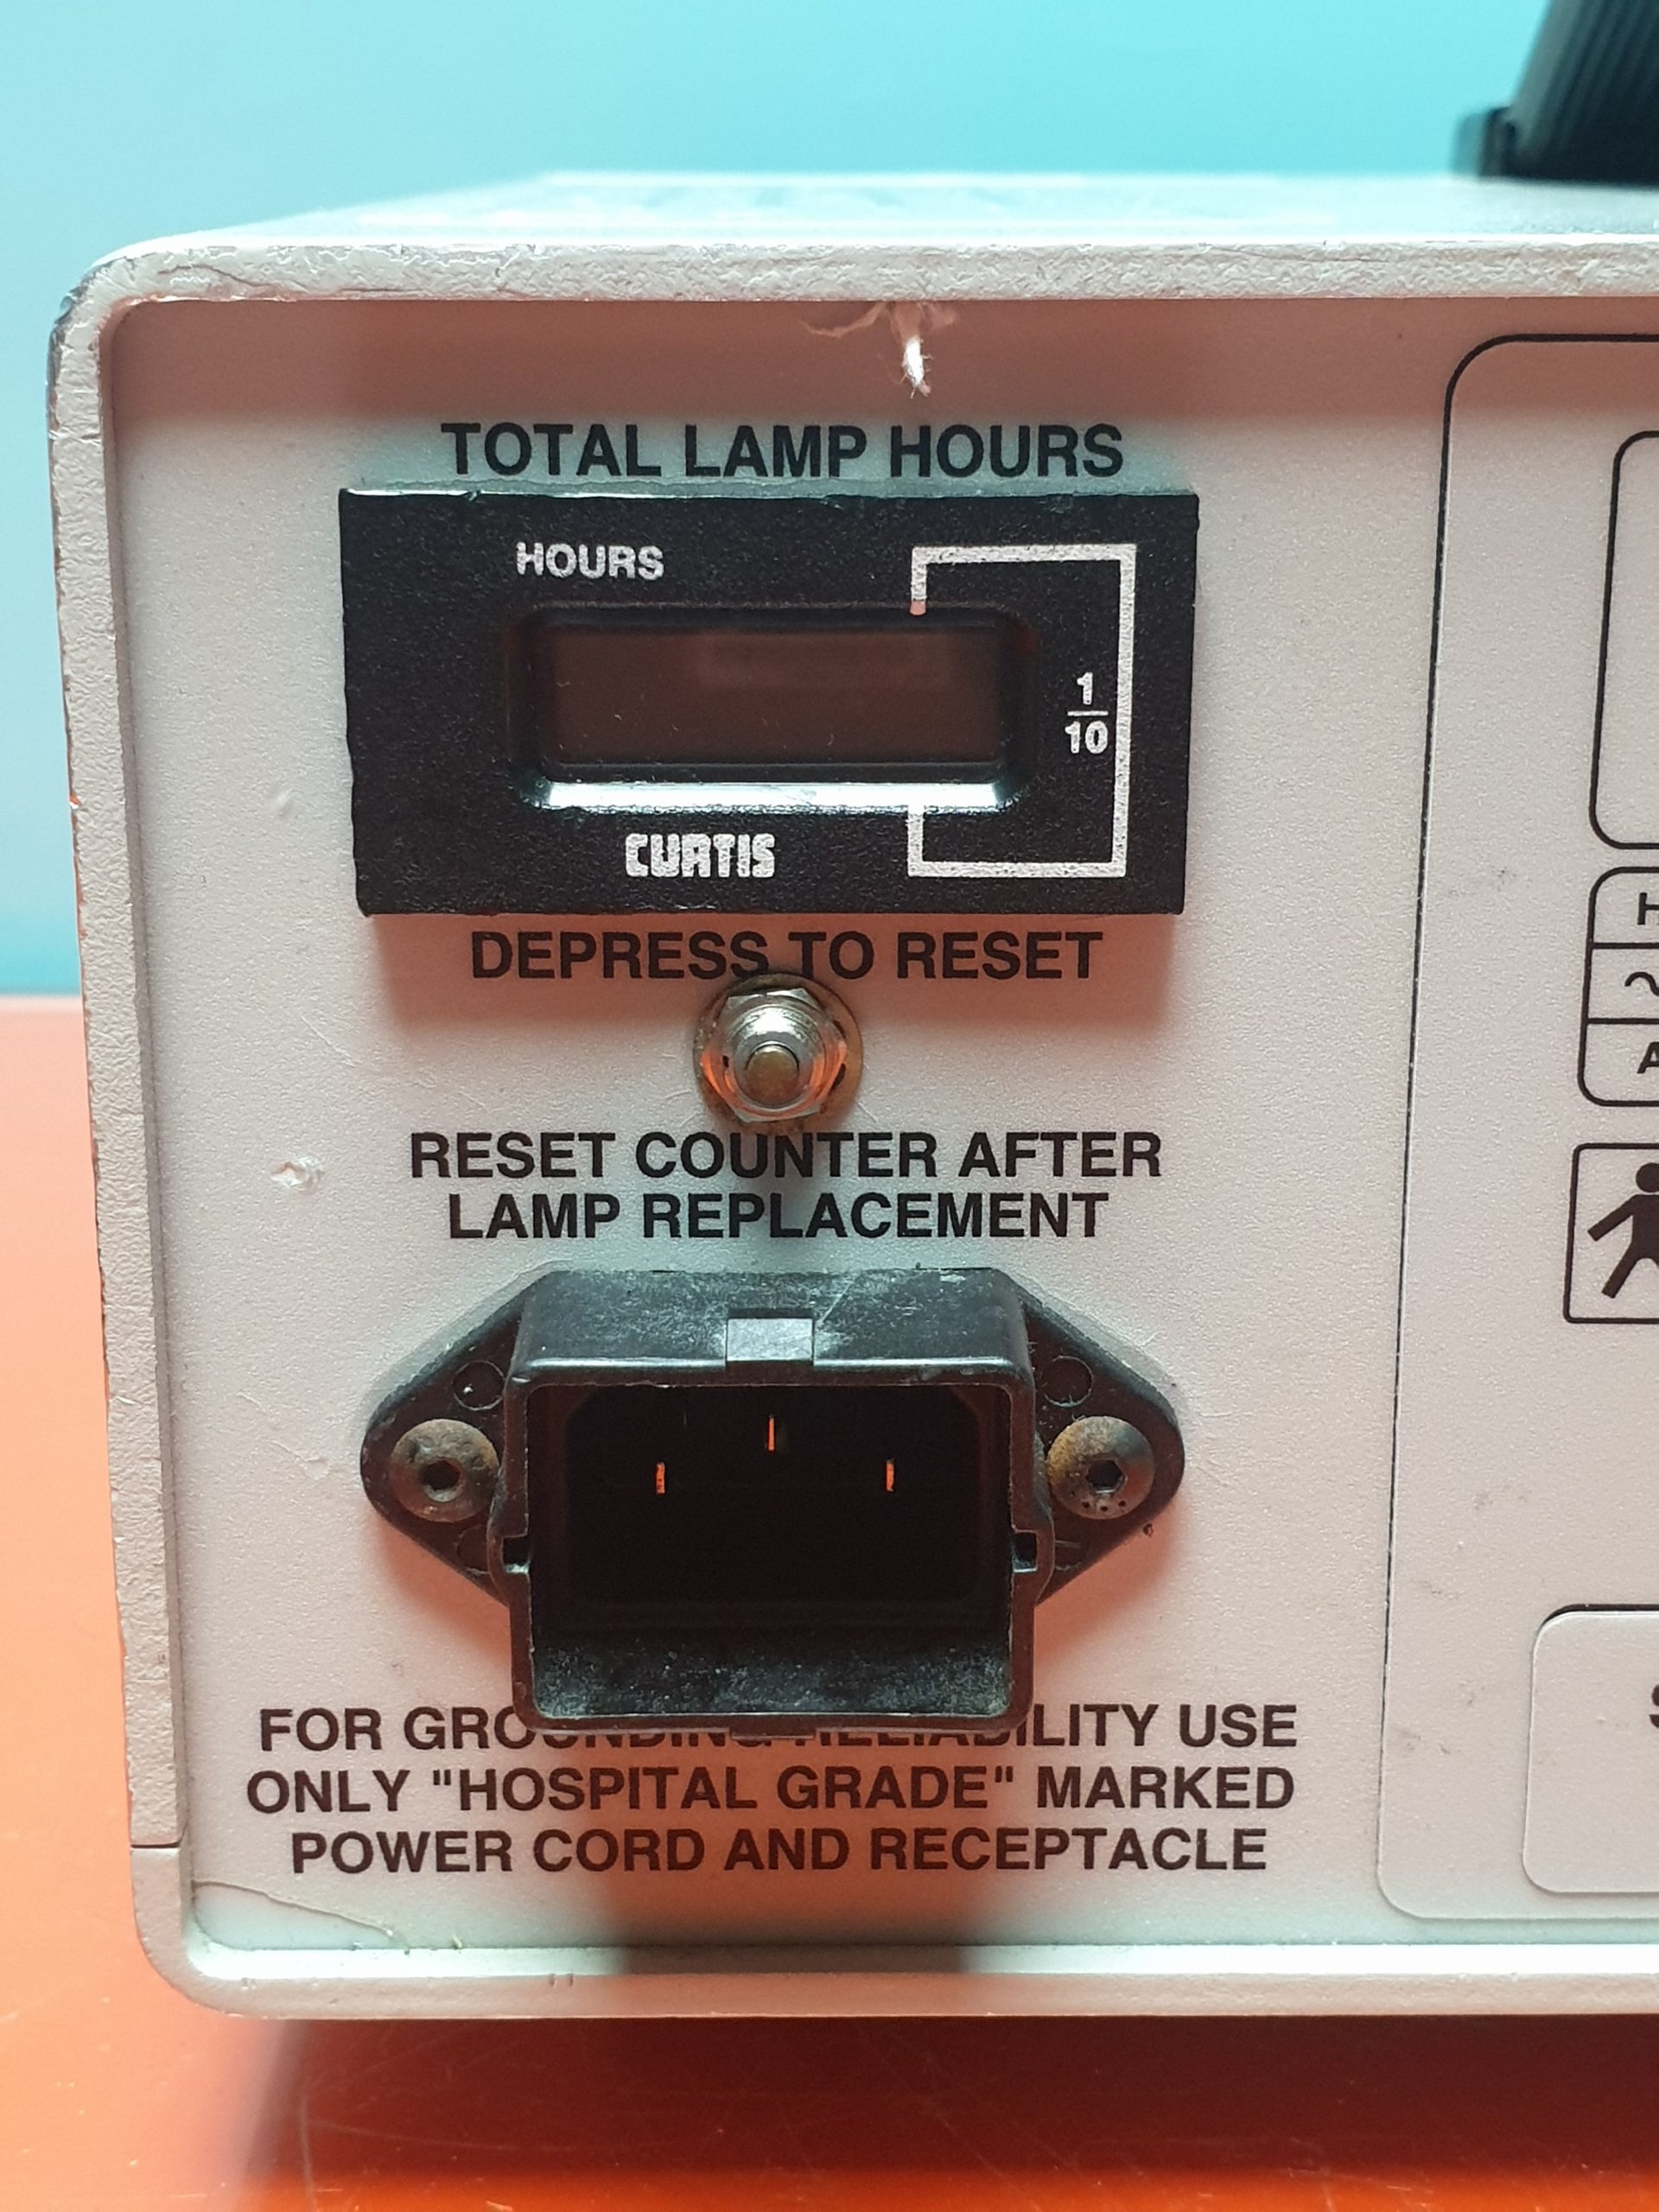 TOTAL LAMP HOURS
HOURS
1
10
CURTIS
DEPRESS TO RESET
RESET COUNTER AFTER
LAMP REPLACEMENT
FOR GROUNDING RELIABILITY USE
ONLY "HOSPITAL GRADE" MARKED
POWER CORD AND RECEPTACLE